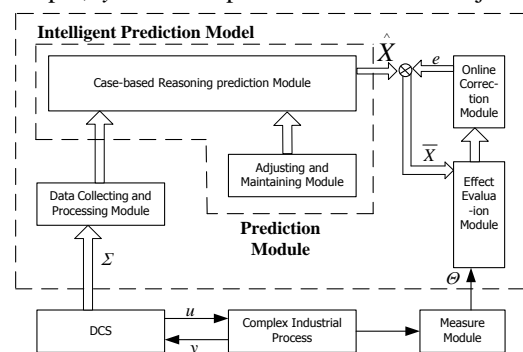 Intelligent Prediction Model
Case-based Reasoning prediction Module
X̂
e
Online
Correc-
tion
Module
X̅
Adjusting and
Maintaining Module
Data Collecting and
Processing Module
Effect
Evalua
-ion
Module
Prediction
Module
Σ
Θ
DCS
u
y
Complex Industrial
Process
Measure
Module